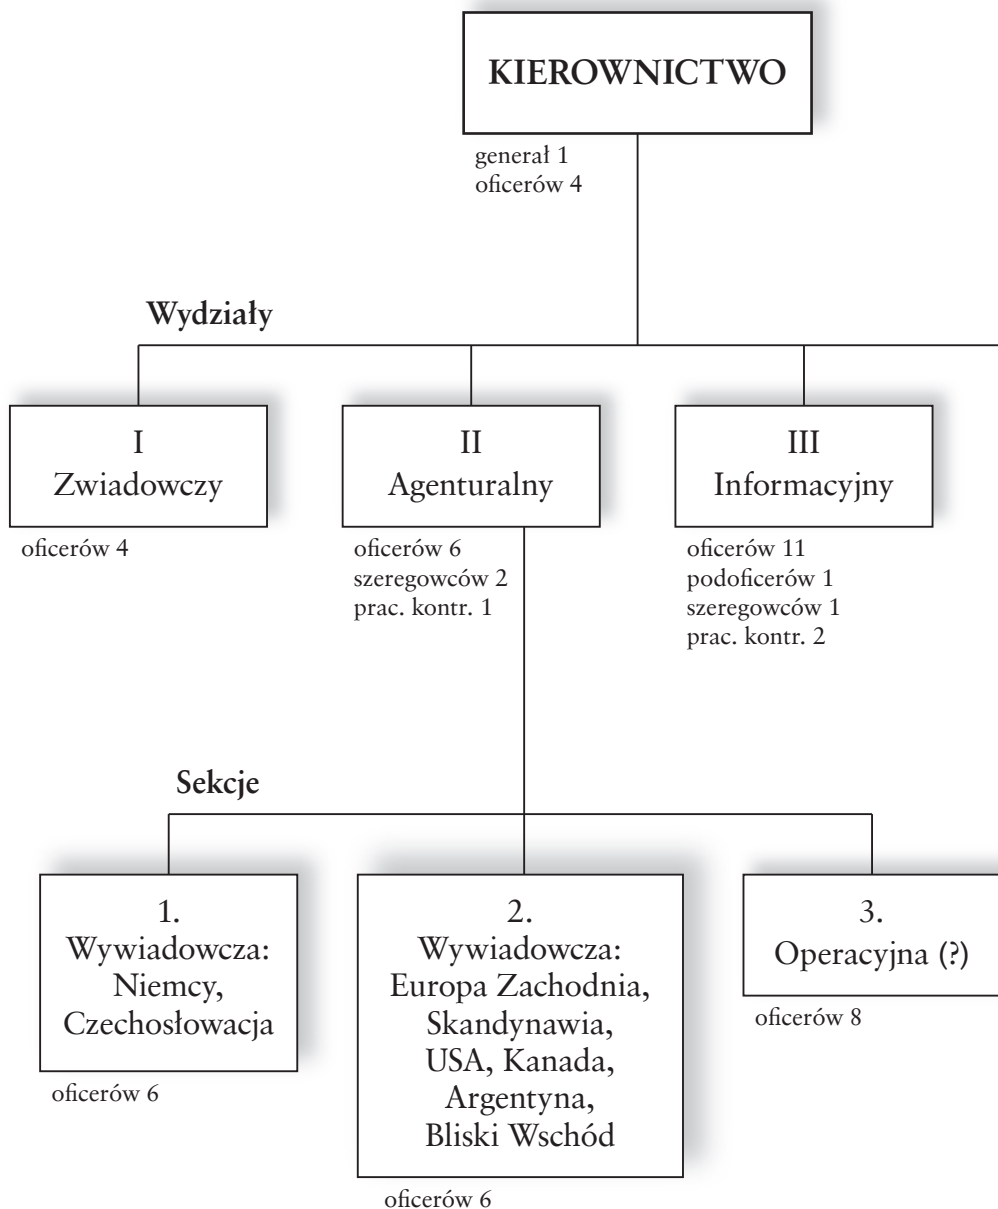 KIEROWNICTWO
generał 1
oficerów 4
Wydziały
I
Zwiadowczy
oficerów 4
II
Agenturalny
oficerów 6
szeregowców 2
prac. kontr. 1
III
Informacyjny
oficerów 11
podoficerów 1
szeregowców 1
prac. kontr. 2
Sekcje
1.
Wywiadowcza:
Niemcy,
Czechosłowacja
oficerów 6
2.
Wywiadowcza:
Europa Zachodnia,
Skandynawia,
USA, Kanada,
Argentyna,
Bliski Wschód
oficerów 6
3.
Operacyjna (?)
oficerów 8